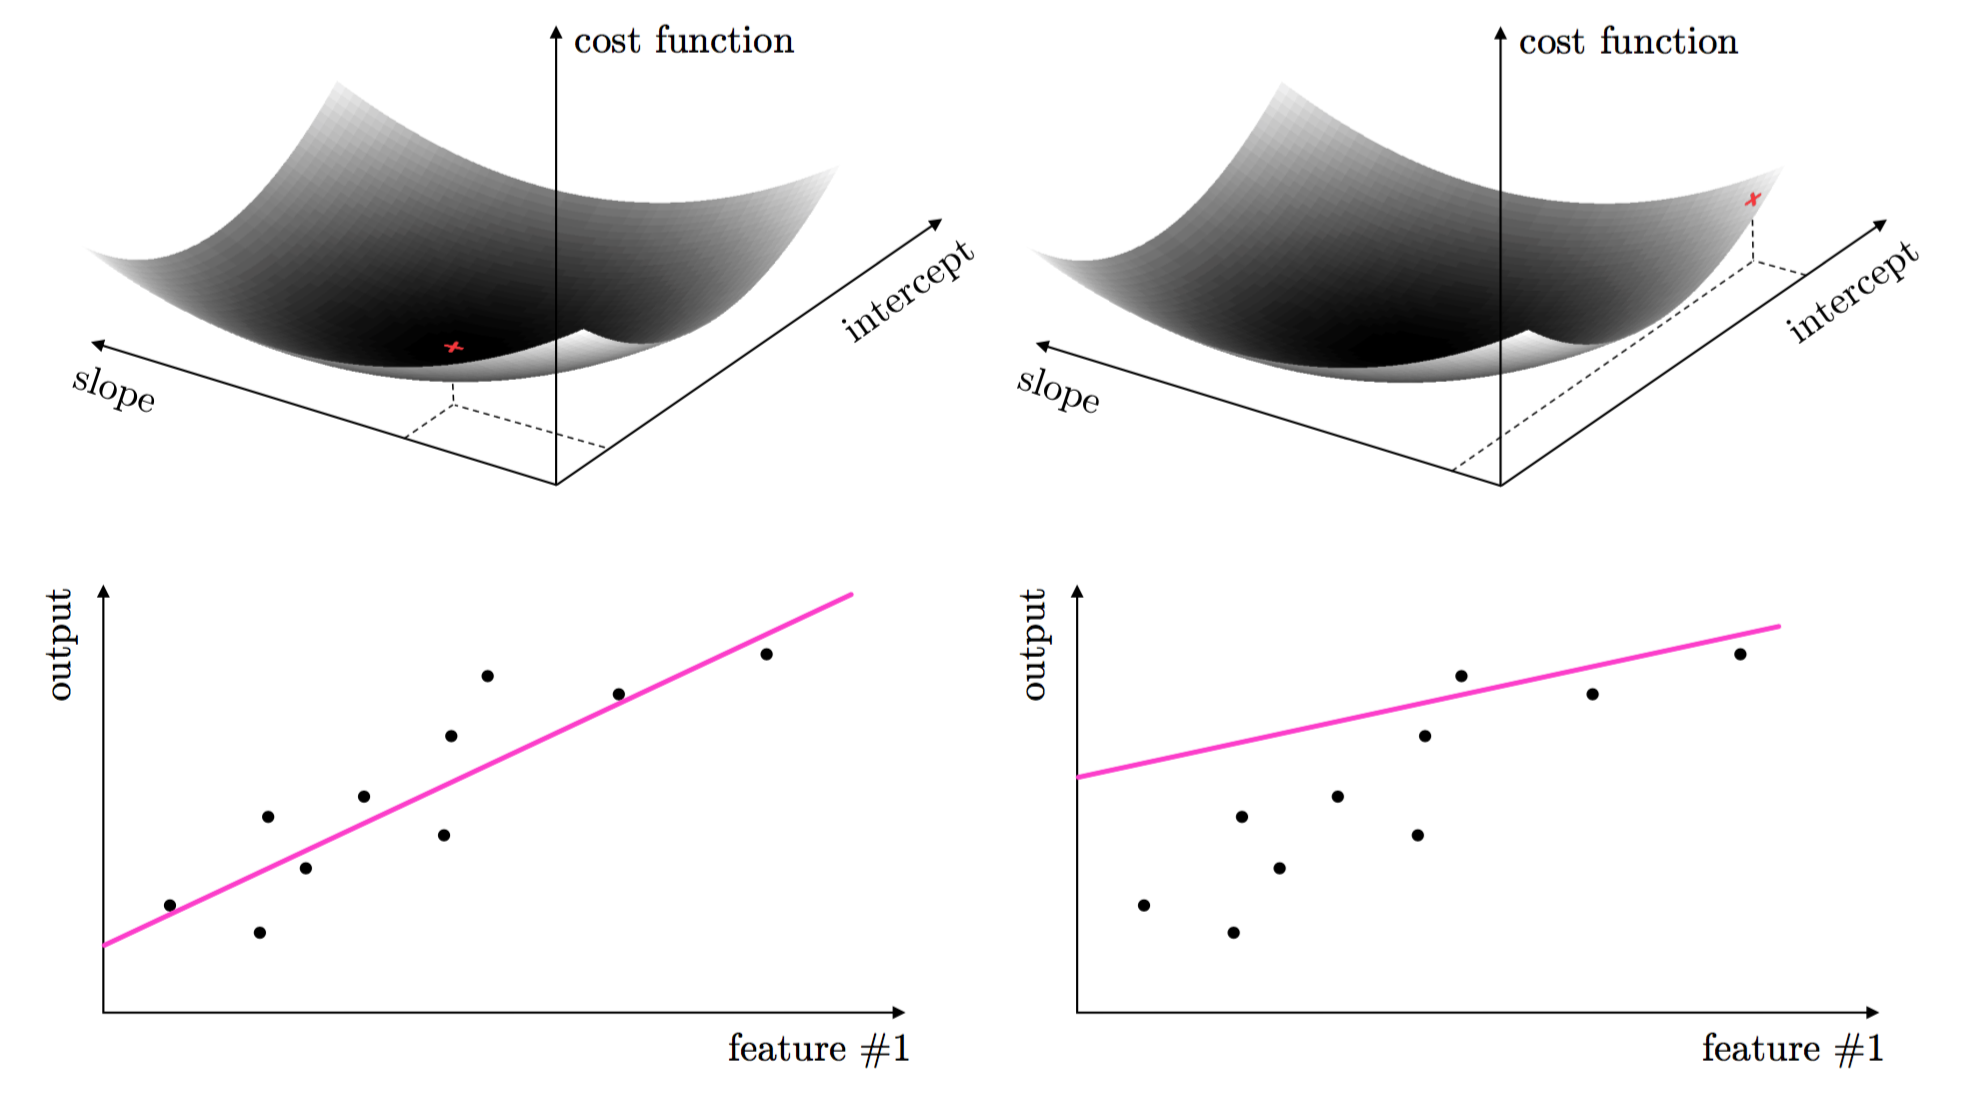 cost function
intercept
slope
cost function
intercept
slope
output
feature #1
output
feature #1